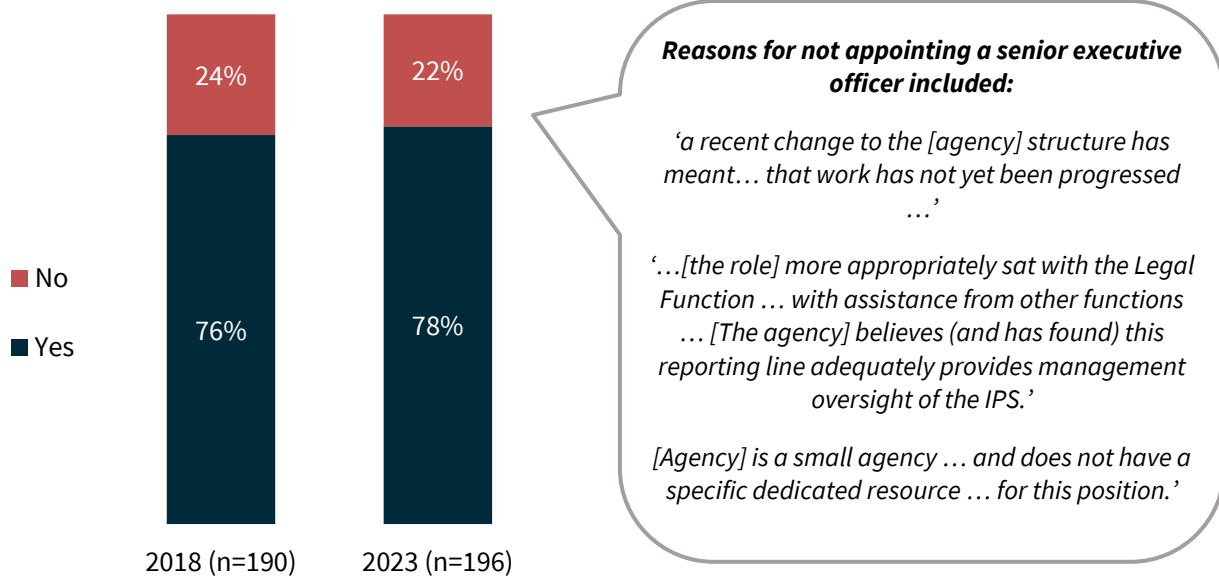 24%
22%
76%
78%
No
Yes
2018 (n=190)
2023 (n=196)
Reasons for not appointing a senior executive
officer included:
‘a recent change to the [agency] structure has
meant… that work has not yet been progressed
…’
‘…[the role] more appropriately sat with the Legal
Function … with assistance from other functions
… [The agency] believes (and has found) this
reporting line adequately provides management
oversight of the IPS.’
[Agency] is a small agency … and does not have a
specific dedicated resource … for this position.’